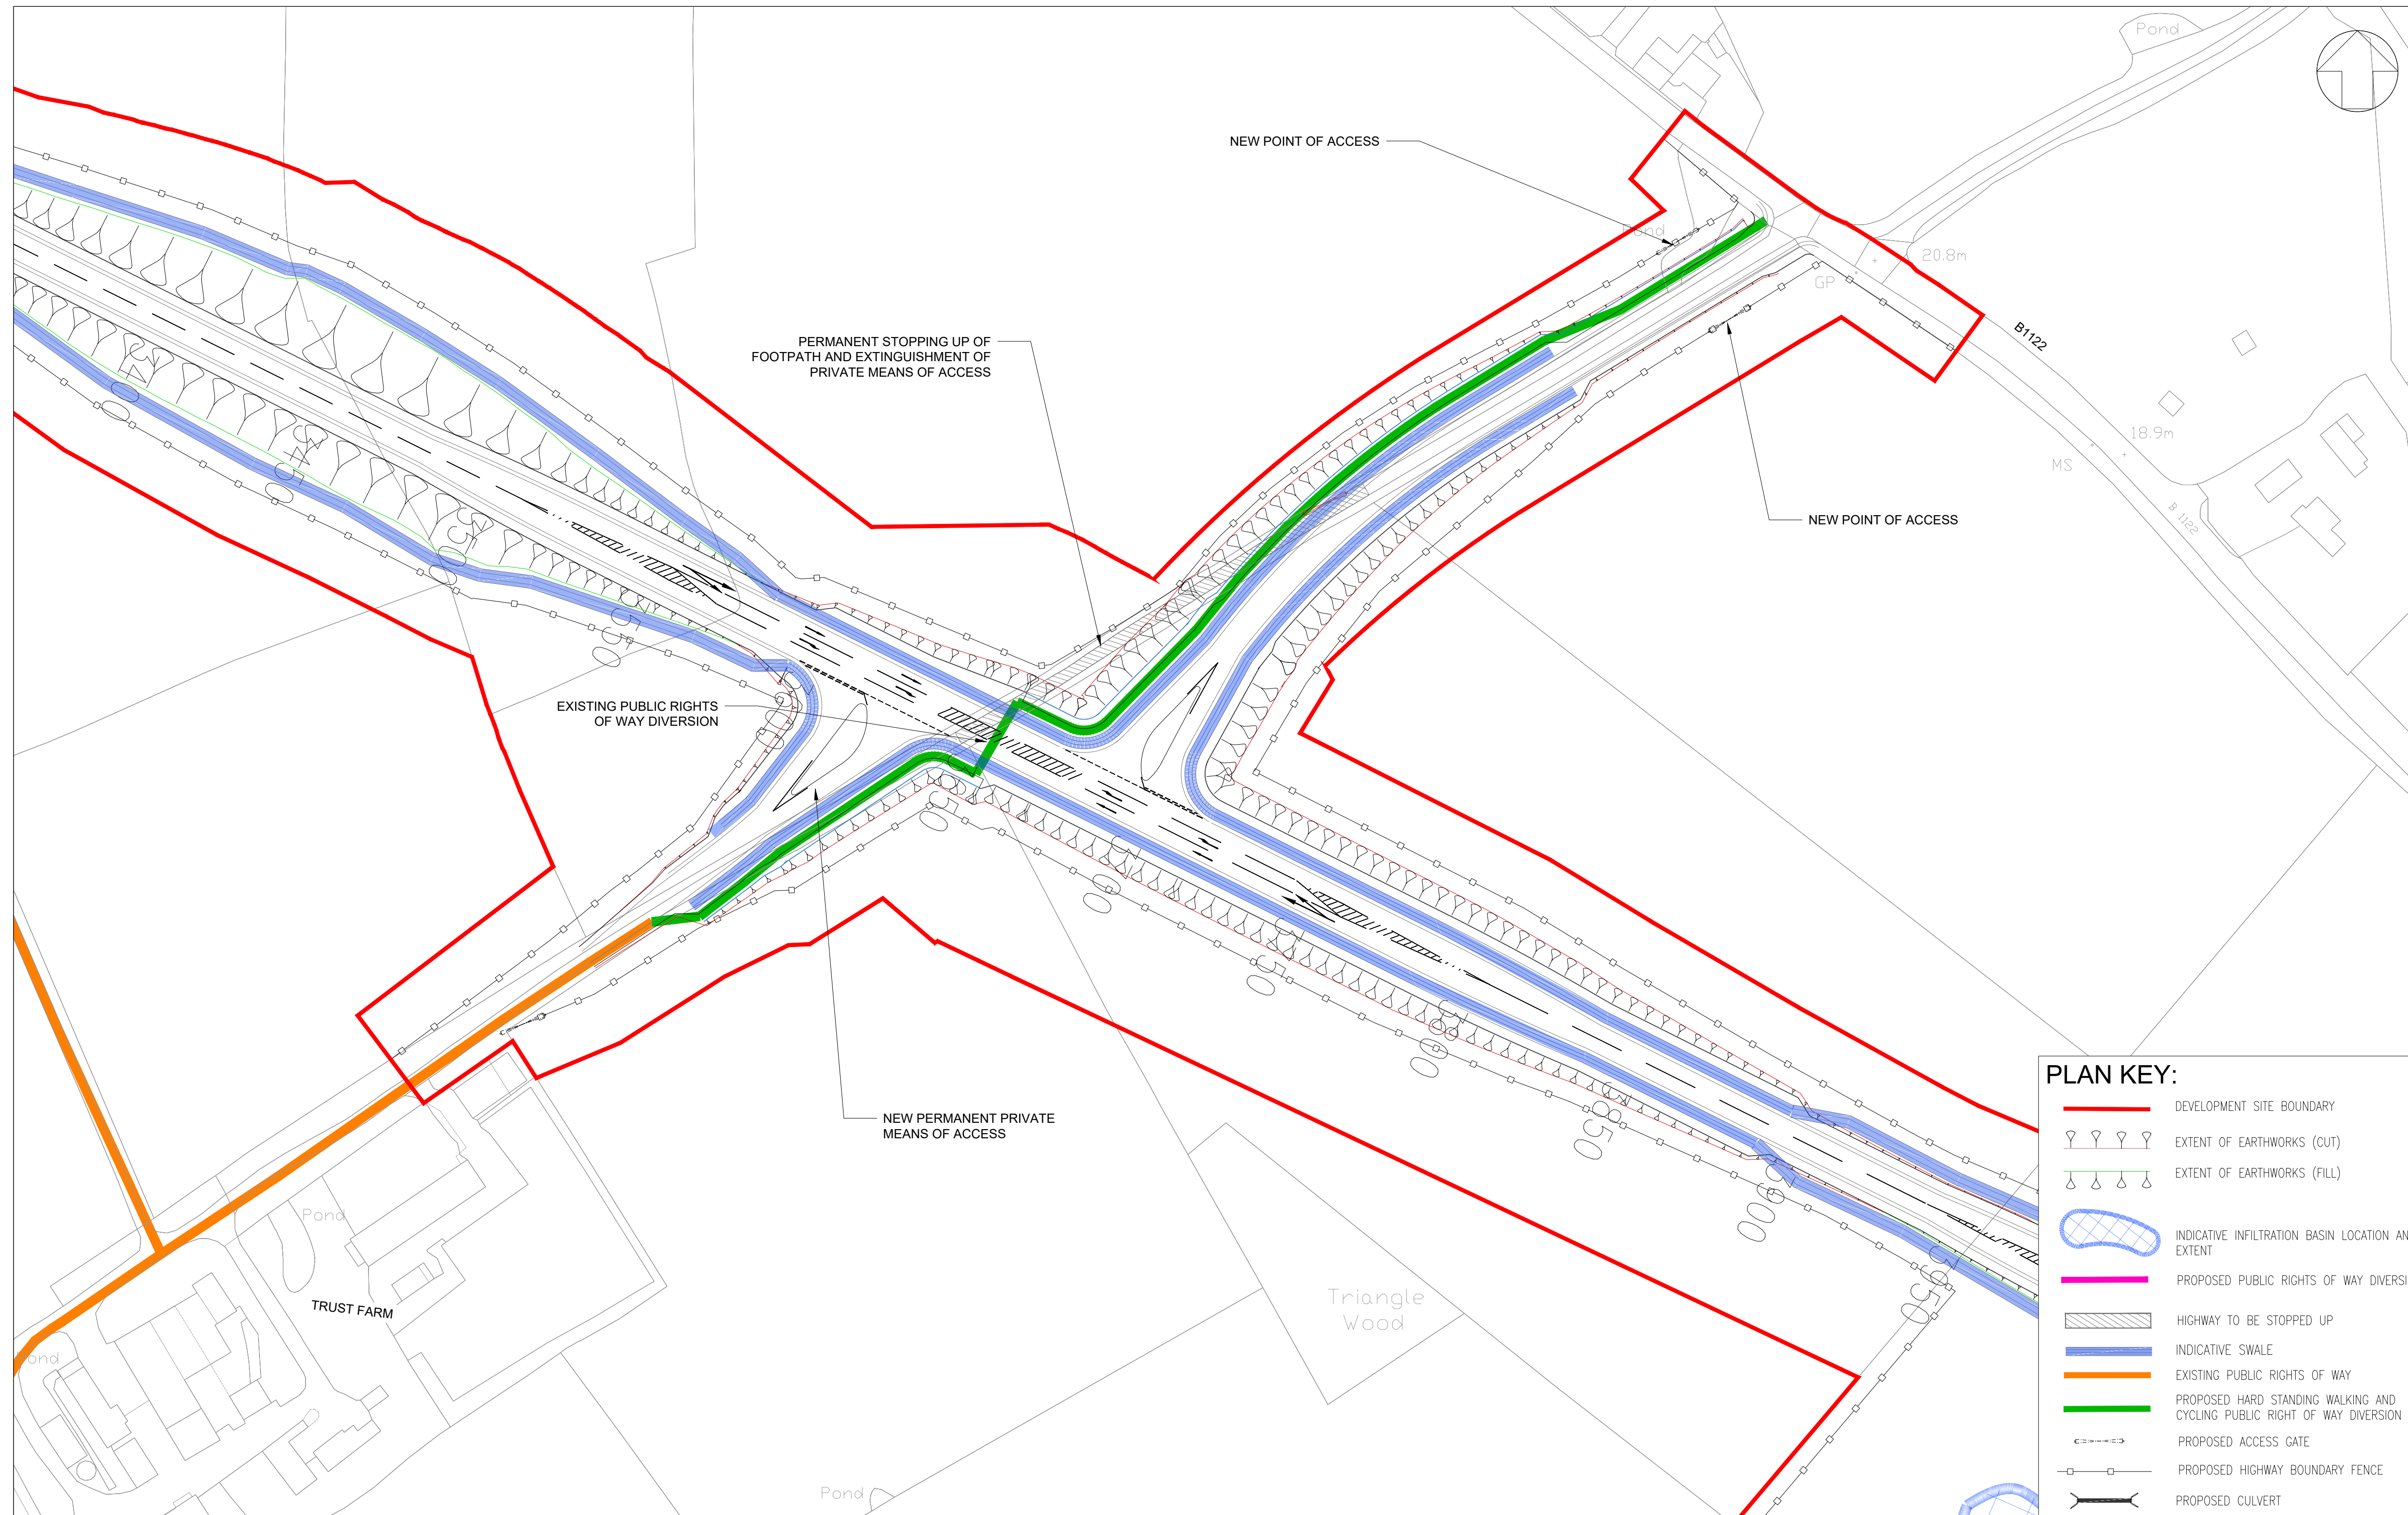 Pond
NEW POINT OF ACCESS
Pond
20.8m
GP
B1122
PERMANENT STOPPING UP OF
FOOTPATH AND EXTINGUISHMENT OF
PRIVATE MEANS OF ACCESS
18.9m
MS
B 1122
NEW POINT OF ACCESS
EXISTING PUBLIC RIGHTS
OF WAY DIVERSION
NEW PERMANENT PRIVATE
MEANS OF ACCESS
Pond
TRUST FARM
Triangle
Wood
Pond
PLAN KEY:
DEVELOPMENT SITE BOUNDARY
EXTENT OF EARTHWORKS (CUT)
EXTENT OF EARTHWORKS (FILL)
INDICATIVE INFILTRATION BASIN LOCATION AN
EXTENT
PROPOSED PUBLIC RIGHTS OF WAY DIVERSI
HIGHWAY TO BE STOPPED UP
INDICATIVE SWALE
EXISTING PUBLIC RIGHTS OF WAY
PROPOSED HARD STANDING WALKING AND
CYCLING PUBLIC RIGHT OF WAY DIVERSION
PROPOSED ACCESS GATE
PROPOSED HIGHWAY BOUNDARY FENCE
PROPOSED CULVERT